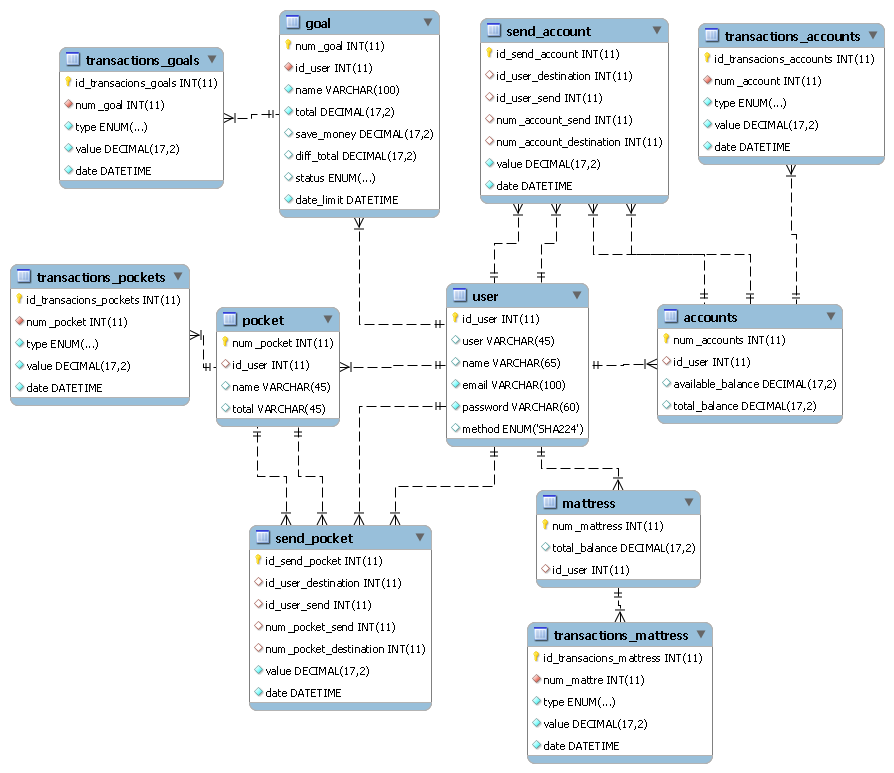 goal
num_goal INT(11)
id_user INT(11)
name VARCHAR(100)
total DECIMAL(17,2)
save_money DECIMAL(17,2)
diff_total DECIMAL(17,2)
status ENUM(...)
date_limit DATETIME
send_account
id_send_account INT(11)
id_user_destination INT(11)
id_user_send INT(11)
num_account_send INT(11)
num_account_destination INT(11)
value DECIMAL(17,2)
date DATETIME
transactions_accounts
id_transacions_accounts INT(11)
num_account INT(11)
type ENUM(...)
value DECIMAL(17,2)
date DATETIME
transactions_goals
id_transacions_goals INT(11)
num_goal INT(11)
type ENUM(...)
value DECIMAL(17,2)
date DATETIME
transactions_pockets
id_transacions_pockets INT(11)
num_pocket INT(11)
type ENUM(...)
value DECIMAL(17,2)
date DATETIME
pocket
num_pocket INT(11)
id_user INT(11)
name VARCHAR(45)
total VARCHAR(45)
user
id_user INT(11)
user VARCHAR(45)
name VARCHAR(65)
email VARCHAR(100)
password VARCHAR(60)
method ENUM('SHA224')
accounts
num_accounts INT(11)
id_user INT(11)
available_balance DECIMAL(17,2)
total_balance DECIMAL(17,2)
mattress
num_mattress INT(11)
total_balance DECIMAL(17,2)
id_user INT(11)
send_pocket
id_send_pocket INT(11)
id_user_destination INT(11)
id_user_send INT(11)
num_pocket_send INT(11)
num_pocket_destination INT(11)
value DECIMAL(17,2)
date DATETIME
transactions_mattress
id_transacions_mattress INT(11)
num_mattre INT(11)
type ENUM(...)
value DECIMAL(17,2)
date DATETIME